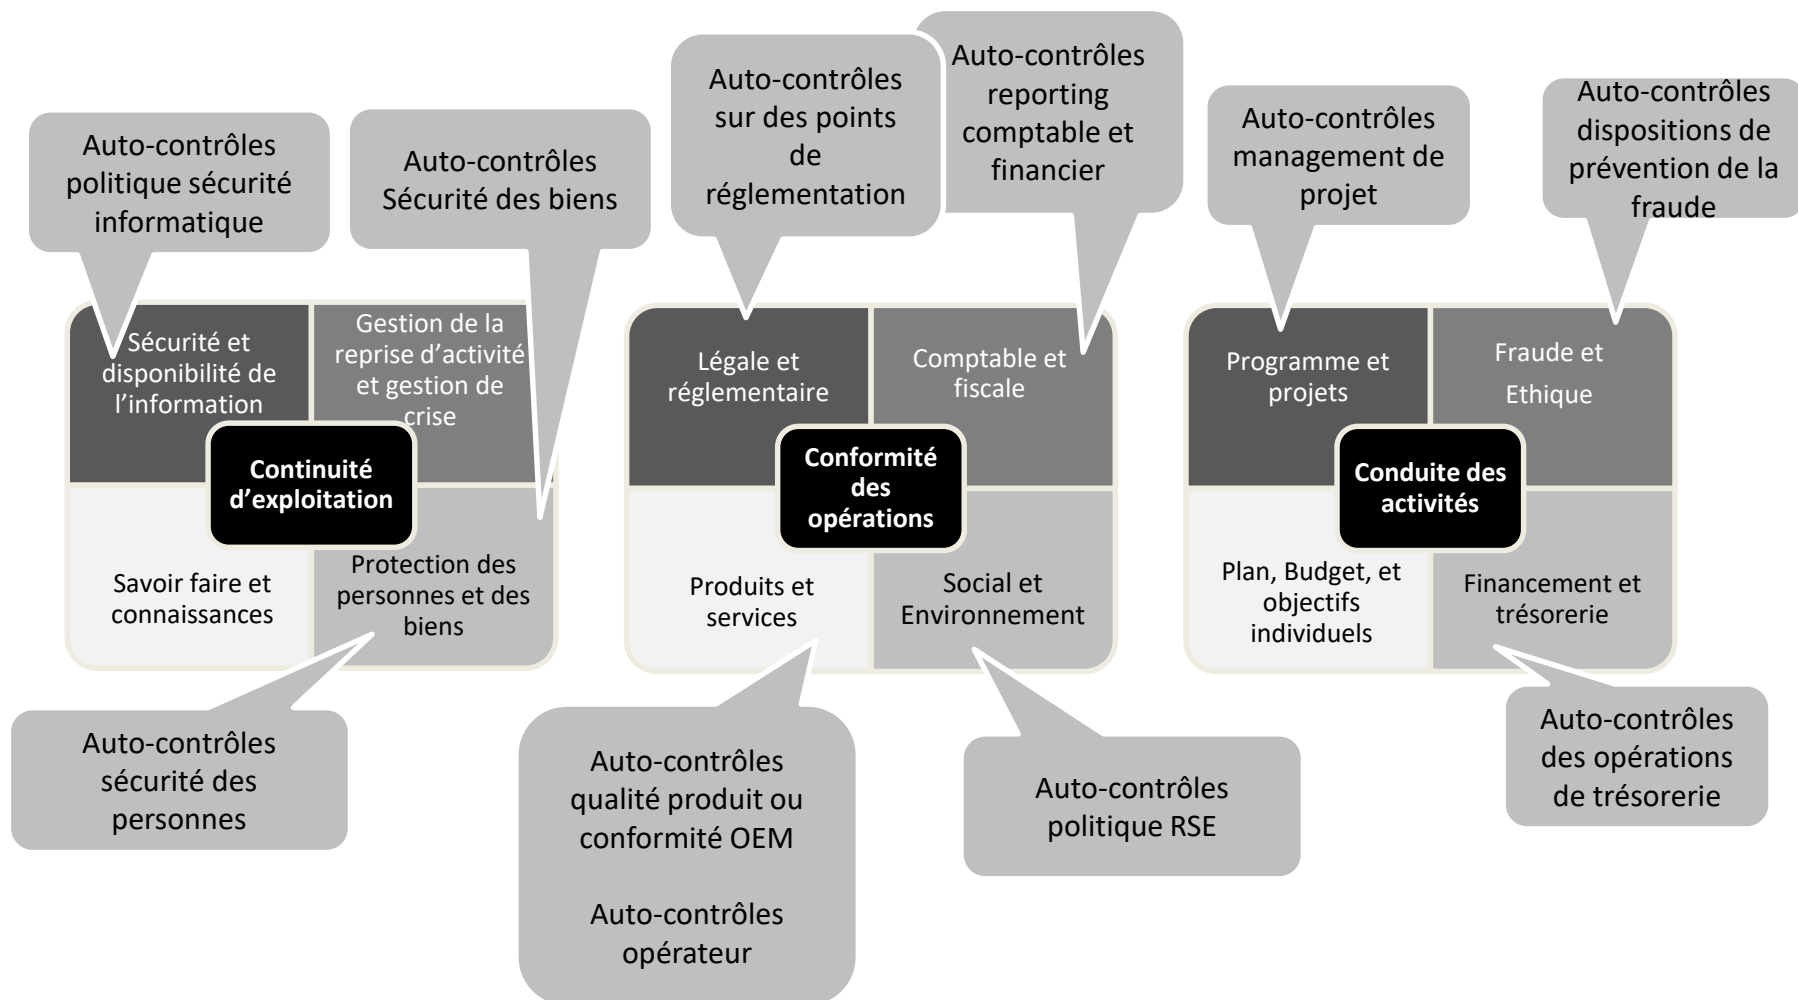 Auto-contrôles
politique sécurité
informatique
Auto-contrôles
Sécurité des biens
Auto-contrôles
sur des points
de
réglementation
Auto-contrôles
reporting
comptable et
financier
Auto-contrôles
management de
projet
Auto-contrôles
dispositions de
prévention de la
fraude
Sécurité et
disponibilité de
l’information
Gestion de la
reprise d’activité
et gestion de
crise
Continuité
d’exploitation
Savoir faire et
connaissances
Protection des
personnes et des
biens
Légale et
réglementaire
Comptable et
fiscale
Conformité
des
opérations
Produits et
services
Social et
Environnement
Programme et
projets
Fraude et
Ethique
Conduite des
activités
Plan, Budget, et
objectifs
individuels
Financement et
trésorerie
Auto-contrôles
sécurité des
personnes
Auto-contrôles
qualité produit ou
conformité OEM
Auto-contrôles
opérateur
Auto-contrôles
politique RSE
Auto-contrôles
des opérations
de trésorerie